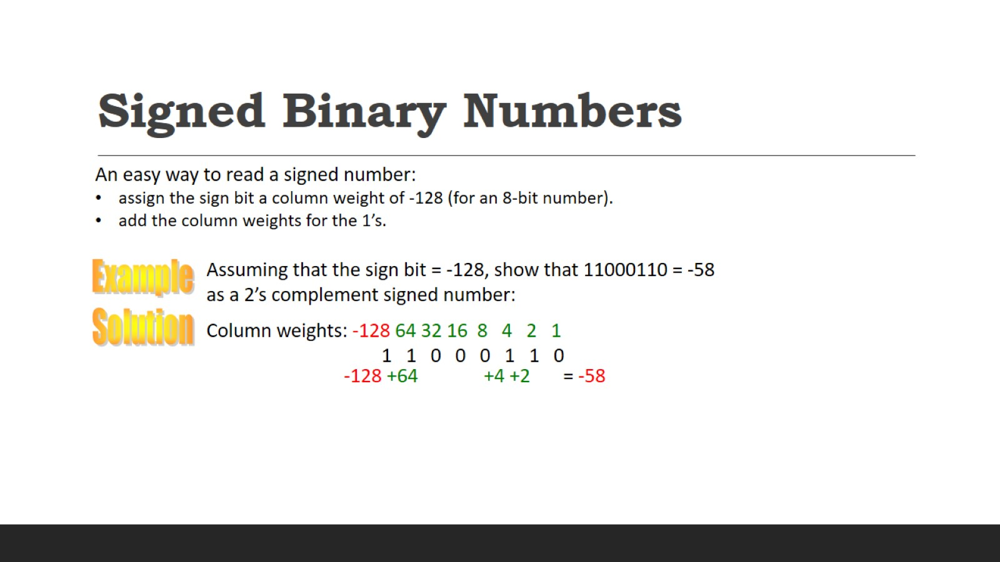 Signed Binary Numbers
An easy way to read a signed number:
• assign the sign bit a column weight of -128 (for an 8-bit number).
• add the column weights for the 1’s.
Example
Assuming that the sign bit = -128, show that 11000110 = -58
as a 2’s complement signed number:
Solution
Column weights: -128 64 32 16 8 4 2 1
1 1 0 0 0 1 1 0
-128 +64 +4 +2 = -58